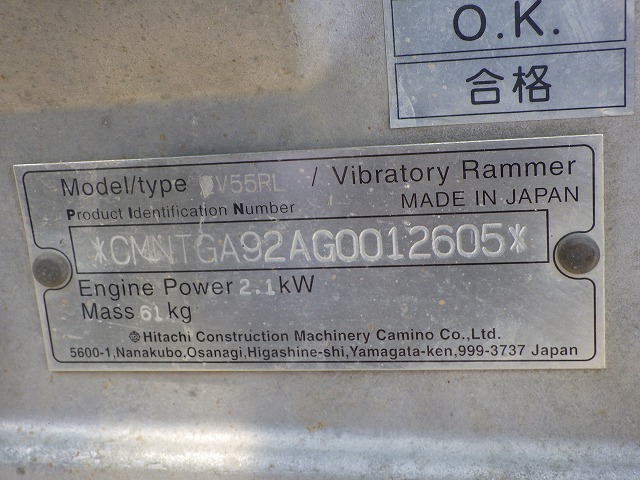 O.K.
合格
Model/type V55RL / Vibratory Rammer
Product Identification Number MADE IN JAPAN
*CMNTGA92AG0012605*
Engine Power 2.1kW
Mass 61kg
Hitachi Construction Machinery Camino Co.,Ltd.
5600-1,Nanakubo,Osanagi,Higashine-shi,Yamagata-ken,999-3737 Japan